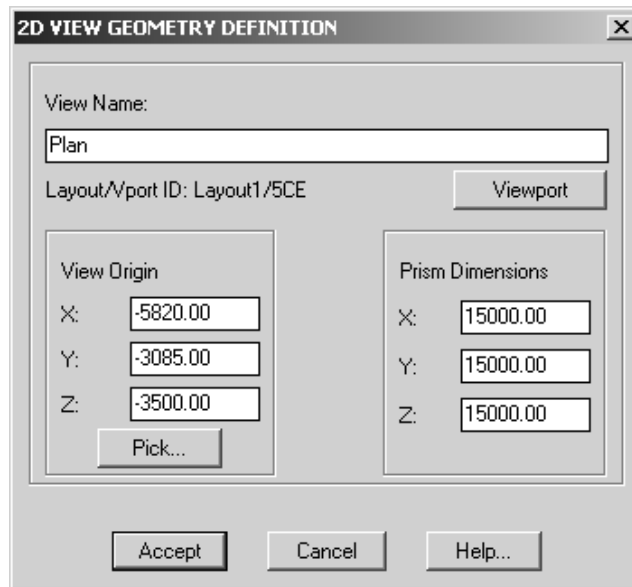 2D VIEW GEOMETRY DEFINITION
View Name:
Plan
Layout/Vport ID: Layout1/5CE
Viewport
View Origin
X: -5820.00
Y: -3085.00
Z: -3500.00
Pick...
Prism Dimensions
X: 15000.00
Y: 15000.00
Z: 15000.00
Accept Cancel Help...